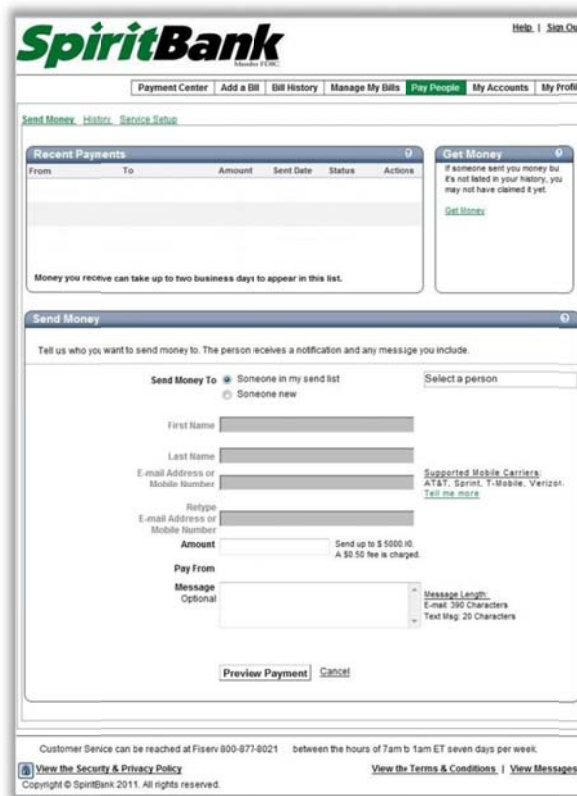 Help | Sign Ou
SpiritBank
Member FDIC
Payment Center Add a Bill Bill History Manage My Bills Pay People My Accounts My Profil
Send Money History Service Setup
Recent Payments
From To Amount Sent Date Status Actions
Money you receive can take up to two business days to appear in this list.
Get Money
If someone sent you money bu
it's not listed in your history, you
may not have claimed it yet.
Get Money
Send Money
Tell us who you want to send money to. The person receives a notification and any message you include.
Send Money To Someone in my send list Select a person
Someone new
First Name
Last Name
E-mail Address or
Mobile Number
Supported Mobile Carriers:
AT&T, Sprint, T-Mobile, Verizon.
Tell me more
Retype
E-mail Address or
Mobile Number
Amount Send up to $ 5000.00.
A $0.50 fee is charged.
Pay From
Message
Optional
Message Length:
E-mail: 390 Characters
Text Msg: 20 Characters
Preview Payment Cancel
Customer Service can be reached at Fiserv 800-877-8021 between the hours of 7am to 1am ET seven days per week.
View the Security & Privacy Policy View the Terms & Conditions | View Messages
Copyright © SpiritBank 2011. All rights reserved.